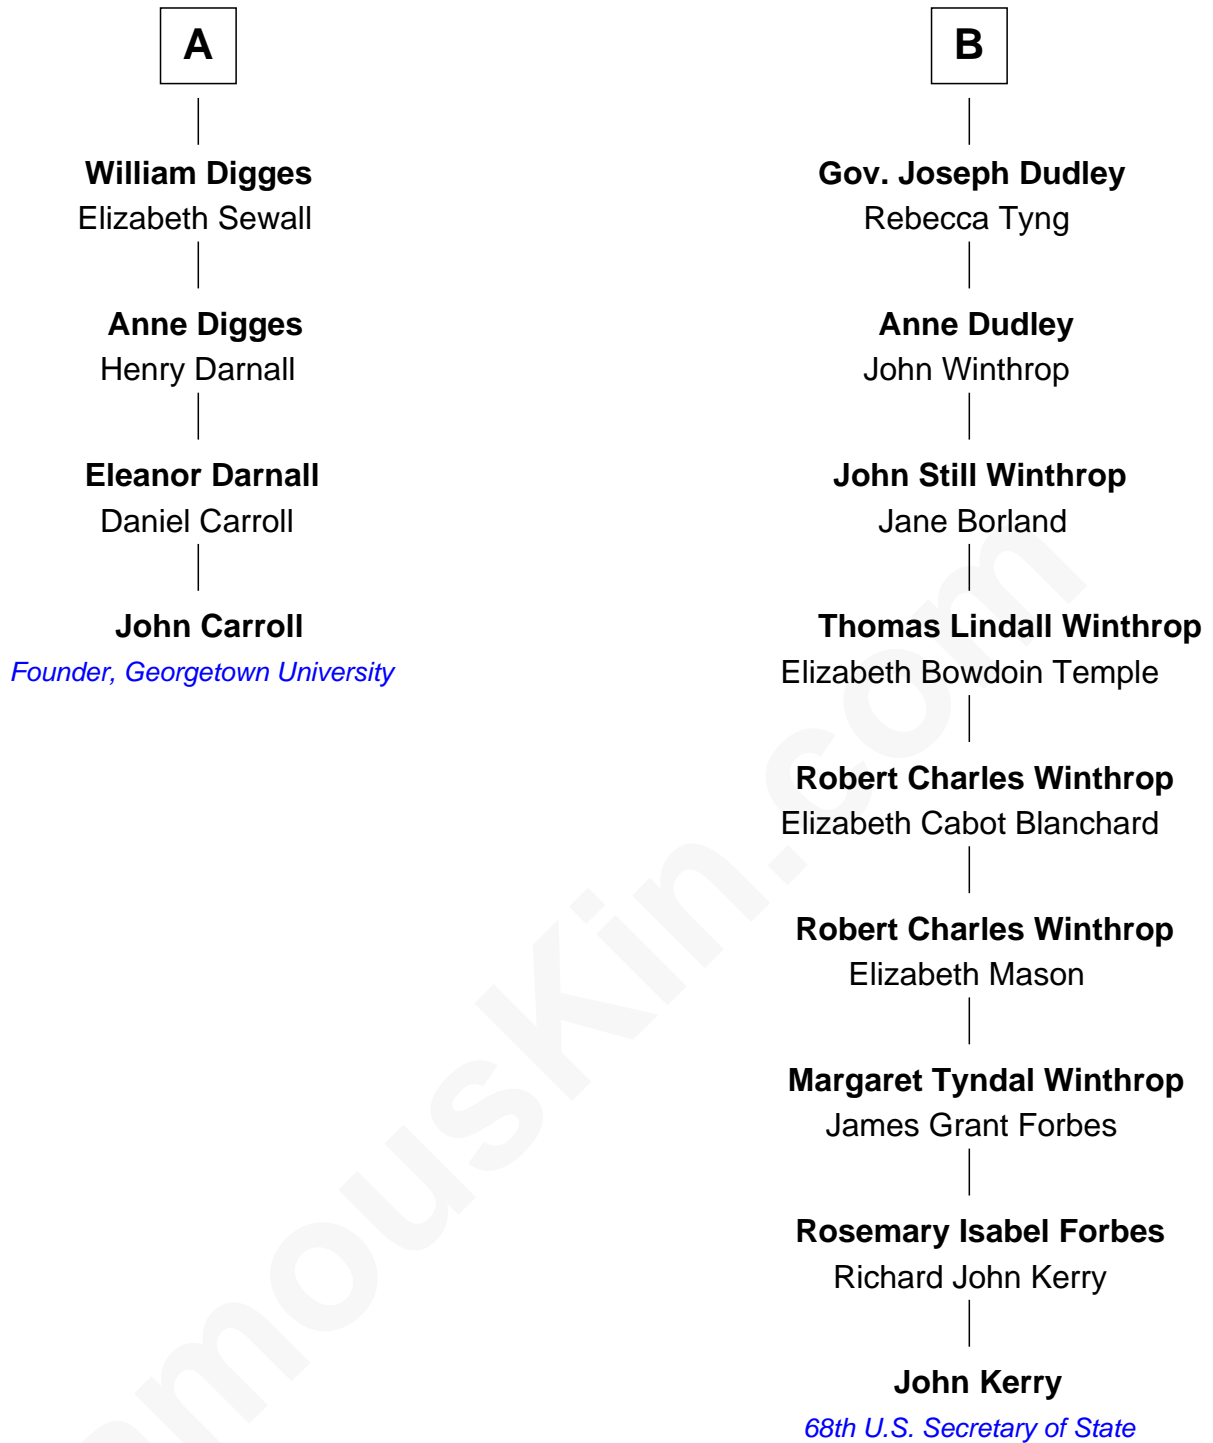 A
William Digges
Elizabeth Sewall
Anne Digges
Henry Darnall
Eleanor Darnall
Daniel Carroll
John Carroll
Founder, Georgetown University
B
Gov. Joseph Dudley
Rebecca Tyng
Anne Dudley
John Winthrop
John Still Winthrop
Jane Borland
Thomas Lindall Winthrop
Elizabeth Bowdoin Temple
Robert Charles Winthrop
Elizabeth Cabot Blanchard
Robert Charles Winthrop
Elizabeth Mason
Margaret Tyndal Winthrop
James Grant Forbes
Rosemary Isabel Forbes
Richard John Kerry
John Kerry
68th U.S. Secretary of State
amouskin.com